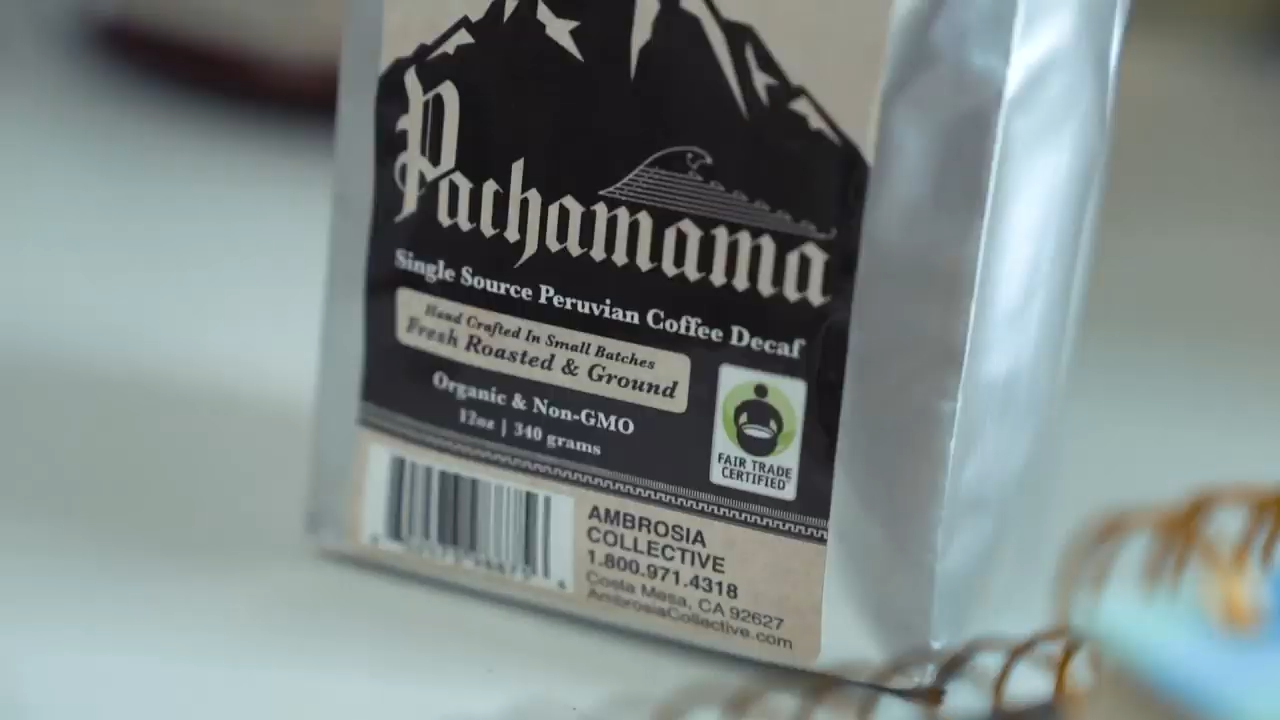 Pachamama
Single Source Peruvian Coffee Decaf
Hand Crafted In Small Batches
Fresh Roasted & Ground
Organic & Non-GMO
12oz | 340 grams
FAIR TRADE
CERTIFIED
AMBROSIA
COLLECTIVE
1.800.971.4318
Costa Mesa, CA 92627
AmbrosiaCollective.com